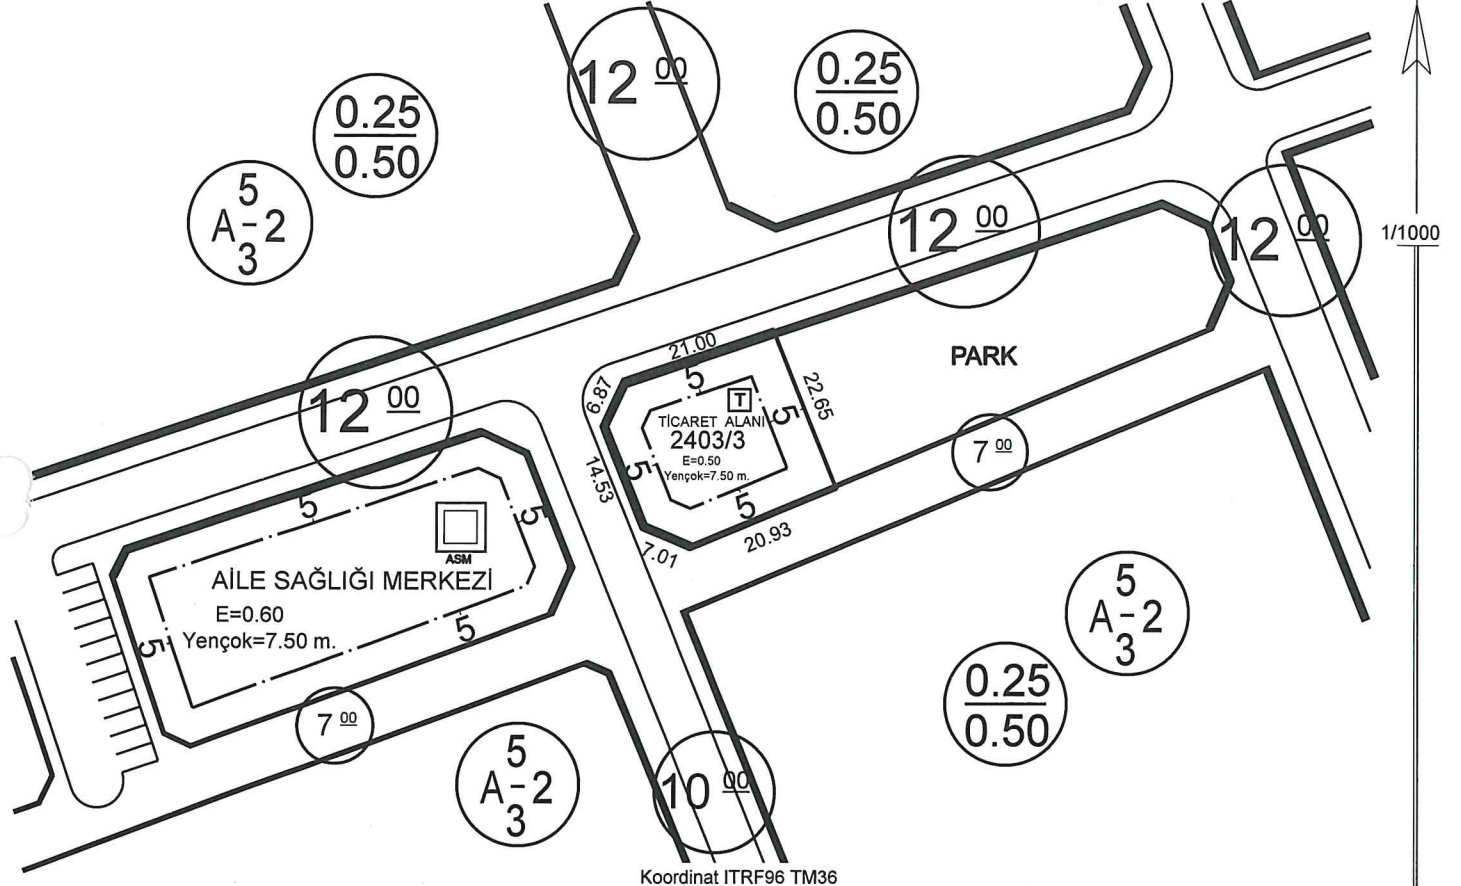 12 00
0.25
0.50
0.25
0.50
5
A-2
3
12 00
12 00
1/1000
12 00
21.00
6.87
5
T
22.65
PARK
TİCARET ALANI
2403/3
E=0.50
Yençok=7.50 m.
5
5
5
14.53
7.01
20.93
7 00
5
5
ASM
AİLE SAĞLIĞI MERKEZİ
E=0.60
Yençok=7.50 m.
5
5
7 00
5
A-2
3
0.25
0.50
5
A-2
3
10 00
Koordinat ITRF96 TM36